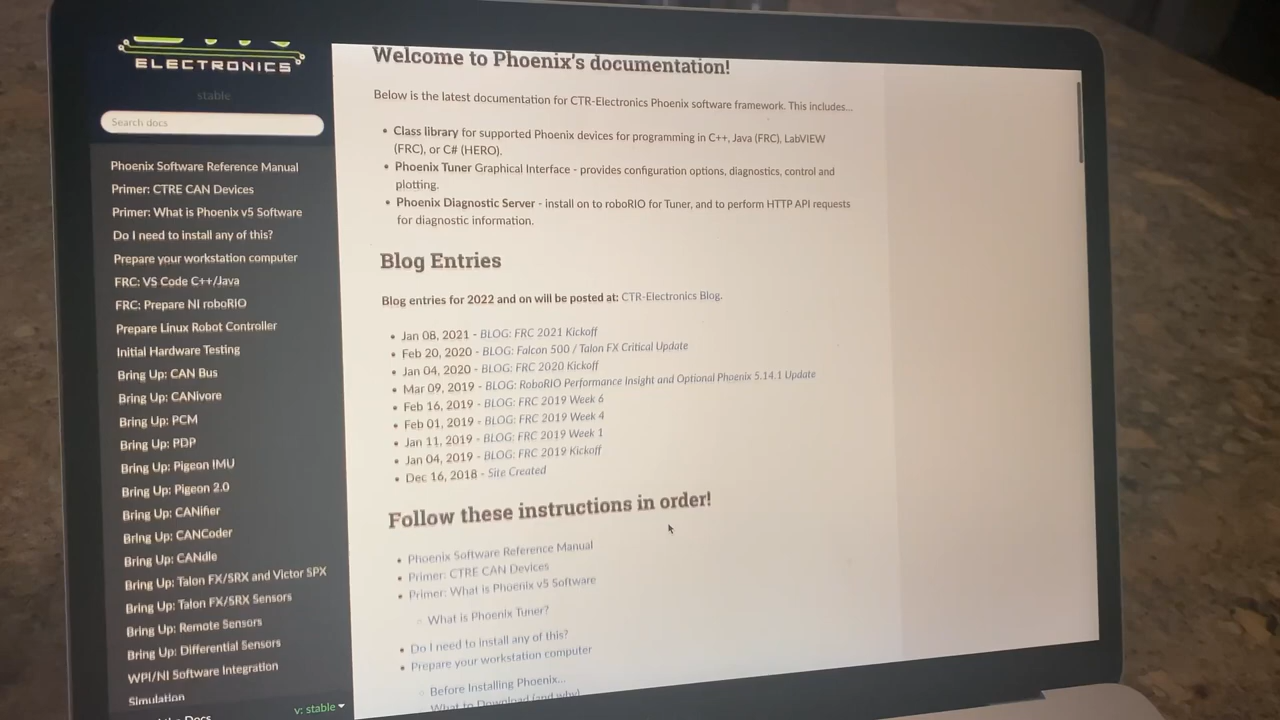 ELECTRONICS
stable
Search docs
Phoenix Software Reference Manual
Primer: CTRE CAN Devices
Primer: What is Phoenix v5 Software
Do I need to install any of this?
Prepare your workstation computer
FRC: VS Code C++/Java
FRC: Prepare NI roboRIO
Prepare Linux Robot Controller
Initial Hardware Testing
Bring Up: CAN Bus
Bring Up: CANivore
Bring Up: PCM
Bring Up: PDP
Bring Up: Pigeon IMU
Bring Up: Pigeon 2.0
Bring Up: CANifier
Bring Up: CANCoder
Bring Up: CANdle
Bring Up: Talon FX/SRX and Victor SPX
Bring Up: Talon FX/SRX Sensors
Bring Up: Remote Sensors
Bring Up: Differential Sensors
WPI/NI Software Integration
Simulation
Docs
v: stable
Welcome to Phoenix's documentation!
Below is the latest documentation for CTR-Electronics Phoenix software framework. This includes...
• Class library for supported Phoenix devices for programming in C++, Java (FRC), LabVIEW
(FRC), or C# (HERO).
• Phoenix Tuner Graphical Interface - provides configuration options, diagnostics, control and
plotting.
• Phoenix Diagnostic Server - install on to roboRIO for Tuner, and to perform HTTP API requests
for diagnostic information.
Blog Entries
Blog entries for 2022 and on will be posted at: CTR-Electronics Blog.
• Jan 08, 2021 - BLOG: FRC 2021 Kickoff
• Feb 20, 2020 - BLOG: Falcon 500 / Talon FX Critical Update
• Jan 04, 2020 - BLOG: FRC 2020 Kickoff
• Mar 09, 2019 - BLOG: RoboRIO Performance Insight and Optional Phoenix 5.14.1 Update
• Feb 16, 2019 - BLOG: FRC 2019 Week 6
• Feb 01, 2019 - BLOG: FRC 2019 Week 4
• Jan 11, 2019 - BLOG: FRC 2019 Week 1
• Jan 04, 2019 - BLOG: FRC 2019 Kickoff
• Dec 16, 2018 - Site Created
Follow these instructions in order!
• Phoenix Software Reference Manual
• Primer: CTRE CAN Devices
• Primer: What is Phoenix v5 Software
◦ What is Phoenix Tuner?
• Do I need to install any of this?
• Prepare your workstation computer
◦ Before Installing Phoenix...
◦ What to Download (and why)